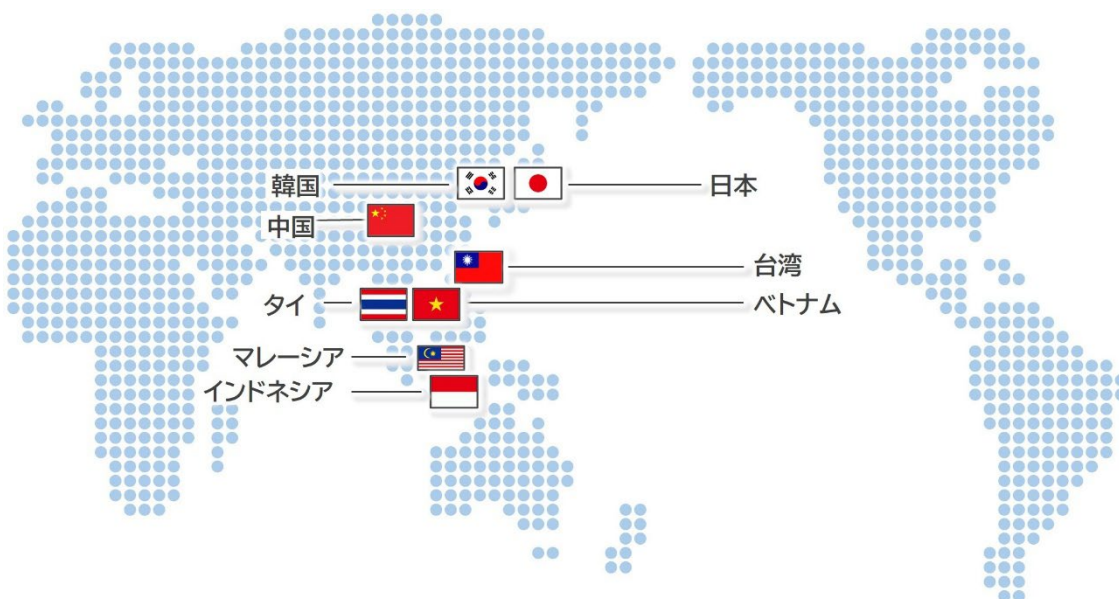 韓国
日本
中国
台湾
タイ
ベトナム
マレーシア
インドネシア